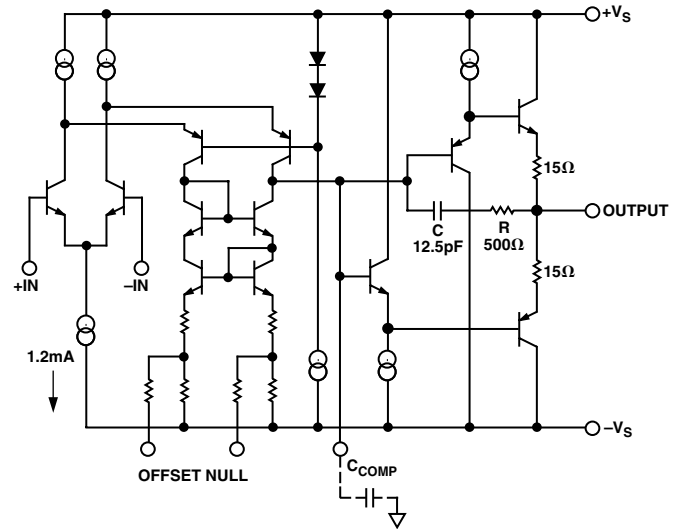 +VS
15Ω
OUTPUT
C
12.5pF
R
500Ω
15Ω
+IN
–IN
1.2mA
–VS
OFFSET NULL
CCOMP